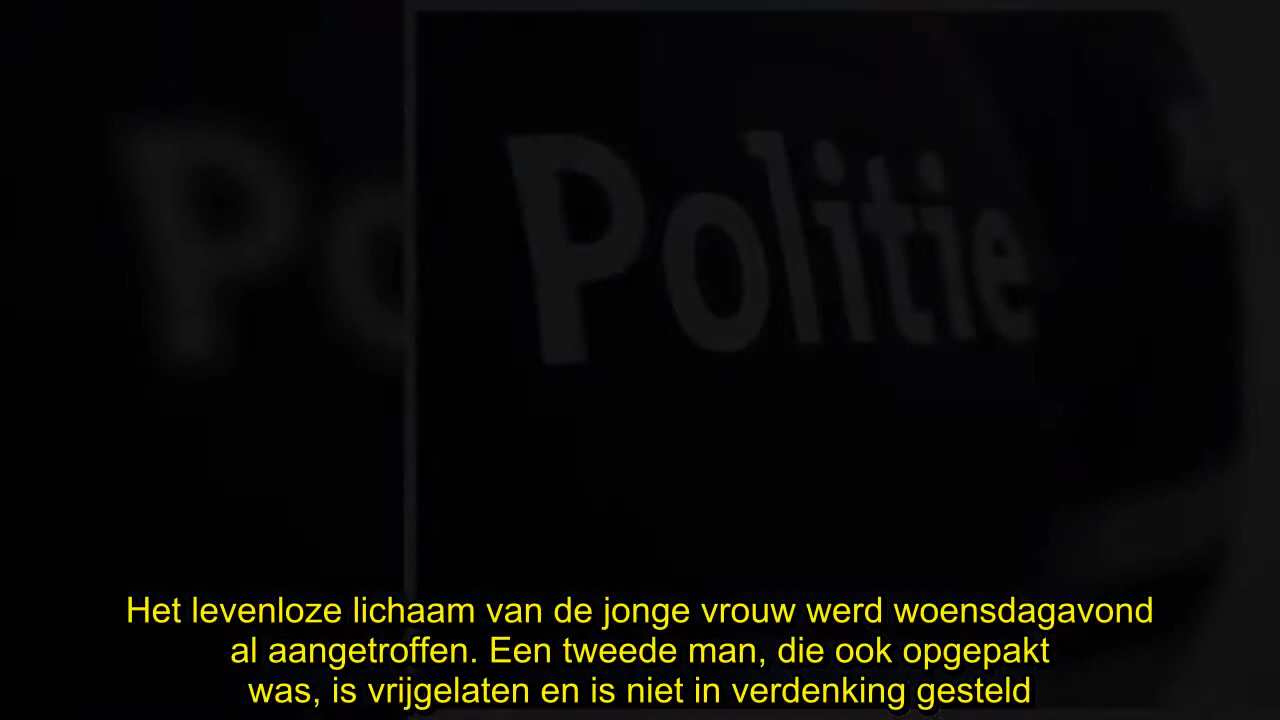 Po
Politie
Het levenloze lichaam van de jonge vrouw werd woensdagavond
al aangetroffen. Een tweede man, die ook opgepakt
was, is vrijgelaten en is niet in verdenking gesteld